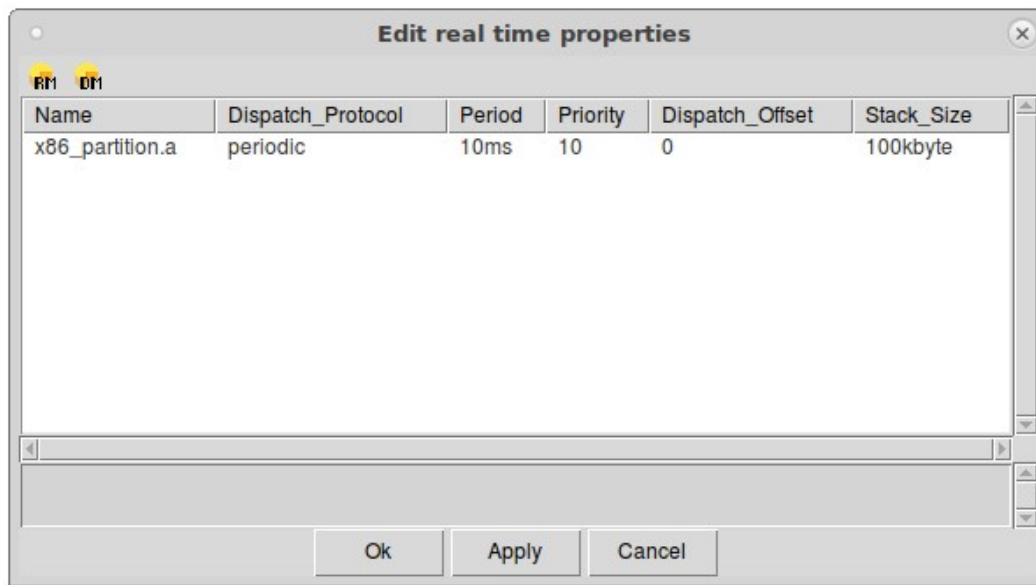 Edit real time properties
RM DM
Name Dispatch_Protocol Period Priority Dispatch_Offset Stack_Size
x86_partition.a periodic 10ms 10 0 100kbyte
Ok Apply Cancel